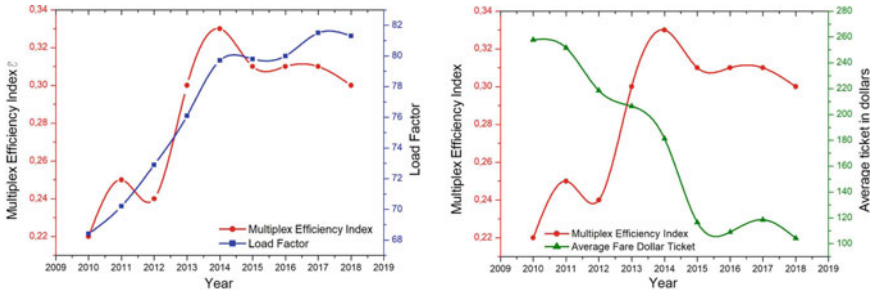 0,34
0,32
0,30
0,28
0,26
0,24
0,22
Multiplex Efficiency Index
82
80
78
76
74
72
70
68
Load Factor
Multiplex Efficiency Index
Load Factor
2009 2010 2011 2012 2013 2014 2015 2016 2017 2018 2019
Year
0,34
0,32
0,30
0,28
0,26
0,24
0,22
Multiplex Efficiency Index
280
260
240
220
200
180
160
140
120
100
Average ticket in dollars
Multiplex Efficiency Index
Average Fare Dollar Ticket
2009 2010 2011 2012 2013 2014 2015 2016 2017 2018 2019
Year